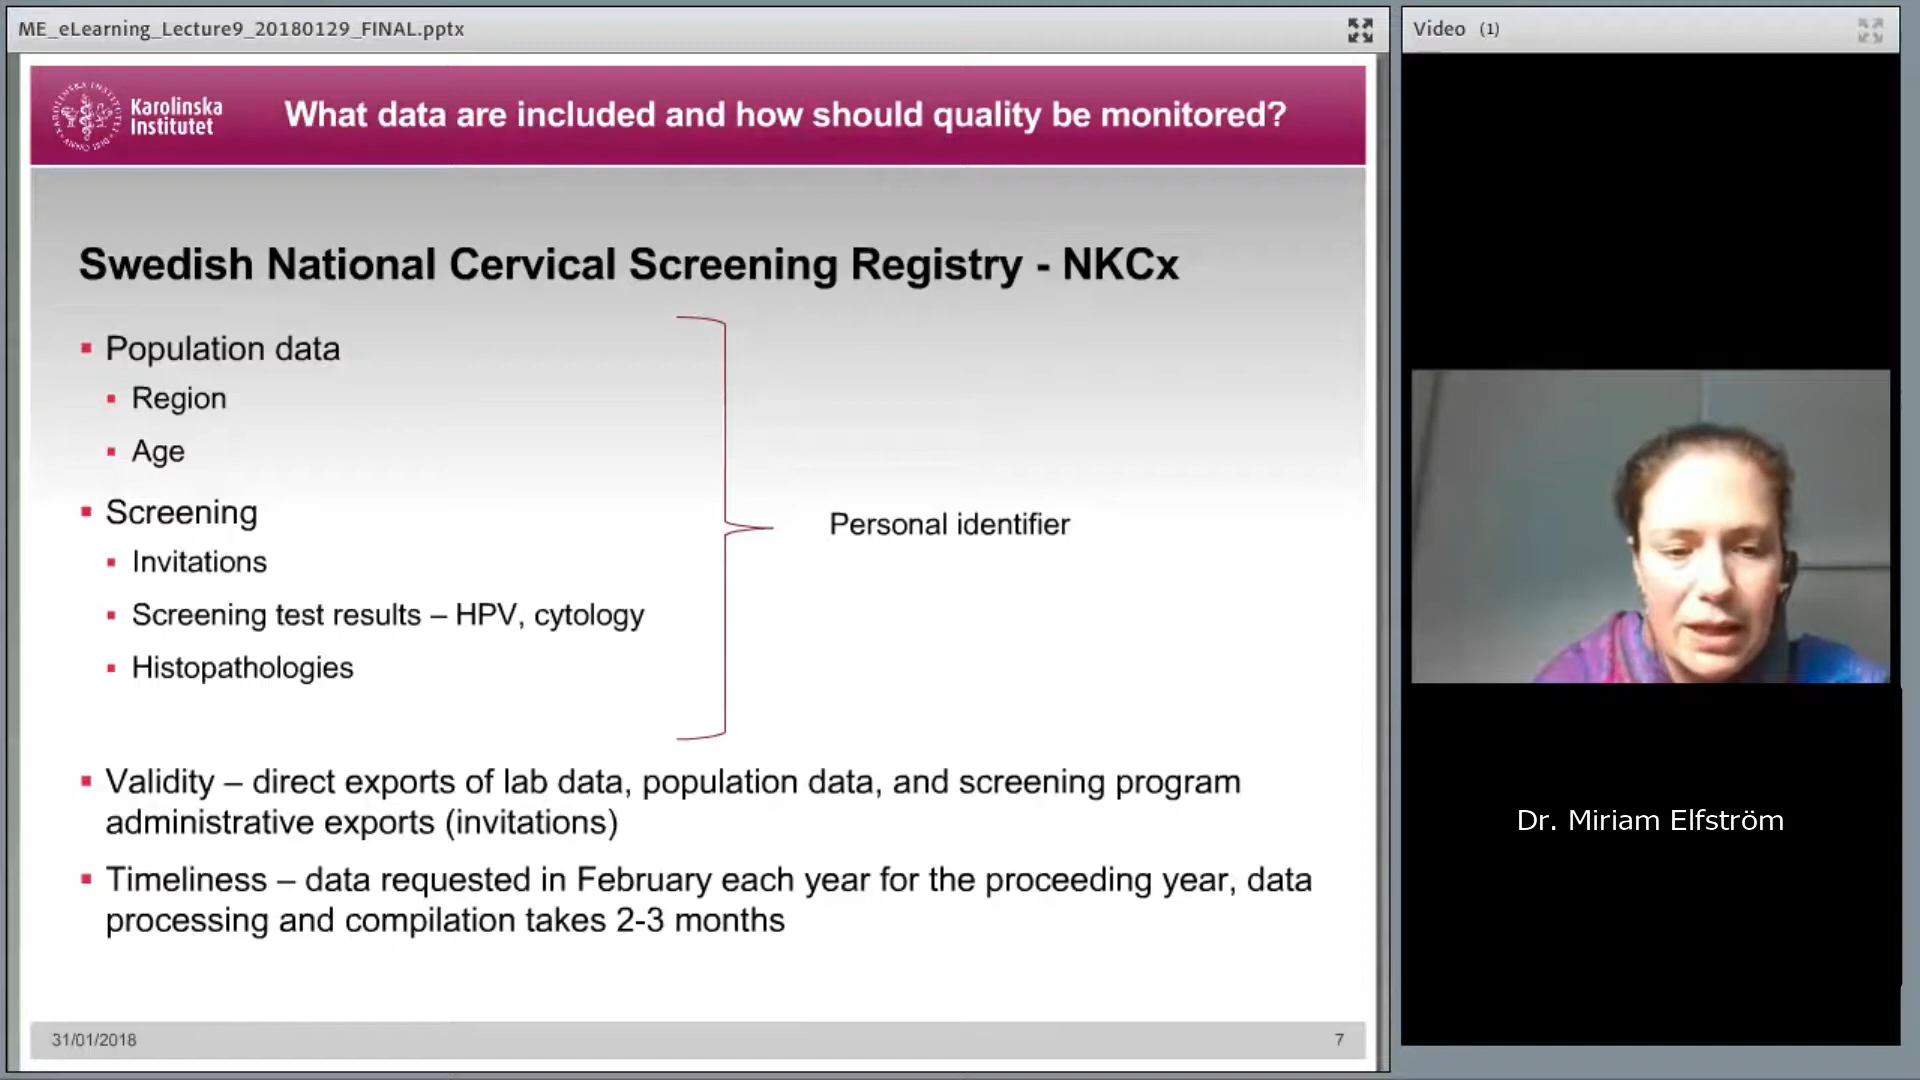 ME_eLearning_Lecture9_20180129_FINAL.pptx
Video (1)
Karolinska
Institutet
What data are included and how should quality be monitored?
Swedish National Cervical Screening Registry - NKCx
▪ Population data
▪ Region
▪ Age
▪ Screening
▪ Invitations
▪ Screening test results – HPV, cytology
▪ Histopathologies
Personal identifier
▪ Validity – direct exports of lab data, population data, and screening program
administrative exports (invitations)
▪ Timeliness – data requested in February each year for the proceeding year, data
processing and compilation takes 2-3 months
31/01/2018
7
Dr. Miriam Elfström